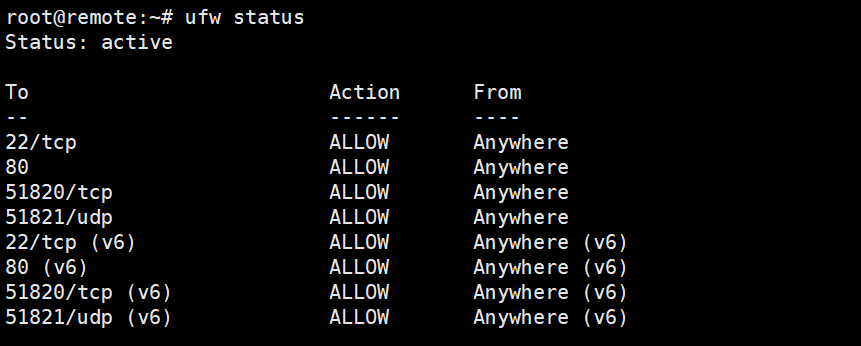 root@remote:~# ufw status
Status: active
To Action From
-- ------ ----
22/tcp ALLOW Anywhere
80 ALLOW Anywhere
51820/tcp ALLOW Anywhere
51821/udp ALLOW Anywhere
22/tcp (v6) ALLOW Anywhere (v6)
80 (v6) ALLOW Anywhere (v6)
51820/tcp (v6) ALLOW Anywhere (v6)
51821/udp (v6) ALLOW Anywhere (v6)